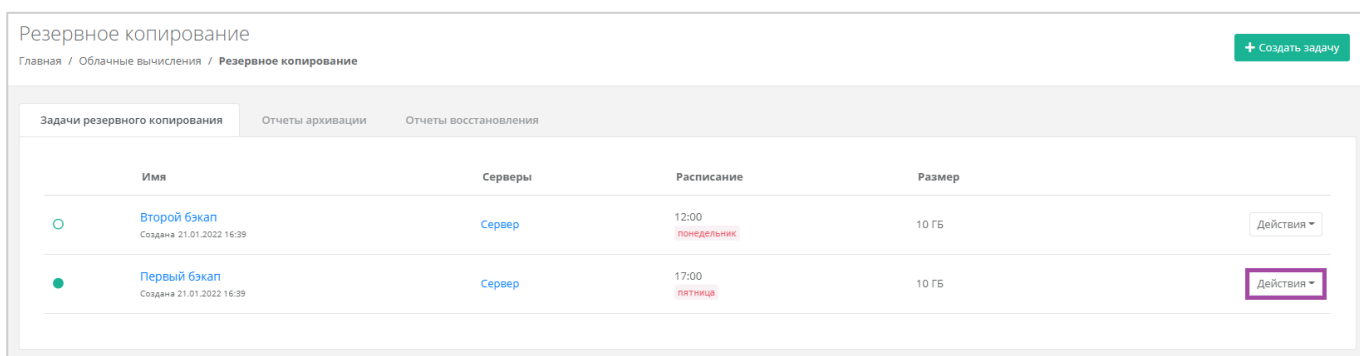 Резервное копирование
+ Создать задачу
Главная / Облачные вычисления / Резервное копирование
Задачи резервного копирования Отчеты архивации Отчеты восстановления
Имя Серверы Расписание Размер
Второй бэкап Сервер 12:00 10 ГБ Действия
Создана 21.01.2022 16:39 понедельник
Первый бэкап Сервер 17:00 10 ГБ Действия
Создана 21.01.2022 16:39 пятница